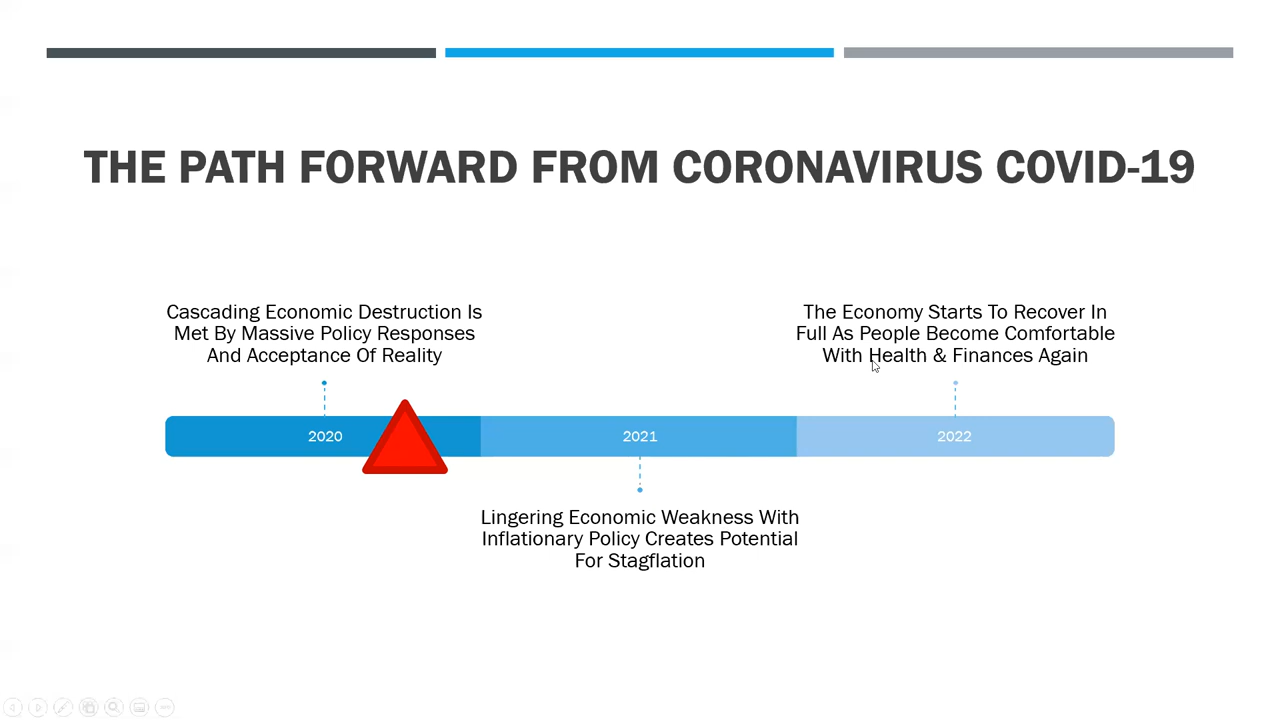 THE PATH FORWARD FROM CORONAVIRUS COVID-19
Cascading Economic Destruction Is
Met By Massive Policy Responses
And Acceptance Of Reality
The Economy Starts To Recover In
Full As People Become Comfortable
With Health & Finances Again
2020
2021
2022
Lingering Economic Weakness With
Inflationary Policy Creates Potential
For Stagflation